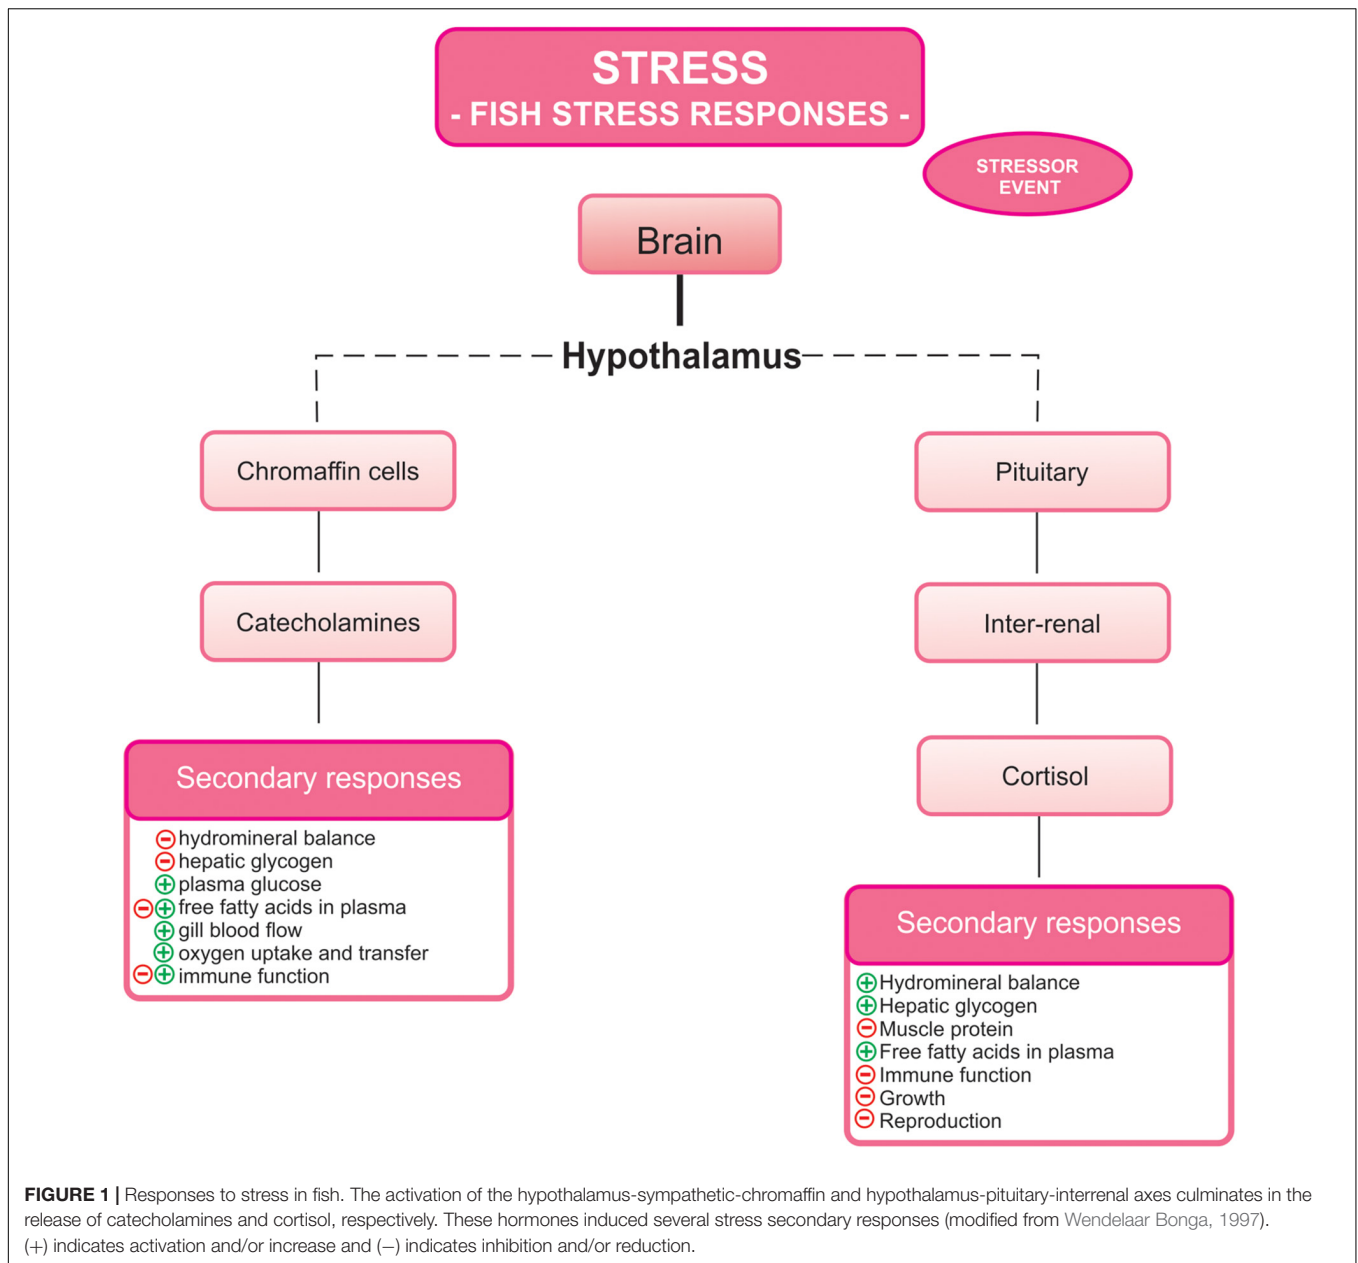 STRESS
- FISH STRESS RESPONSES -
STRESSOR
EVENT
Brain
Hypothalamus
Chromaffin cells
Catecholamines
Secondary responses
⊖ hydromineral balance
⊖ hepatic glycogen
⊕ plasma glucose
⊖⊕ free fatty acids in plasma
⊕ gill blood flow
⊕ oxygen uptake and transfer
⊖⊕ immune function
Pituitary
Inter-renal
Cortisol
Secondary responses
⊕ Hydromineral balance
⊕ Hepatic glycogen
⊖ Muscle protein
⊕ Free fatty acids in plasma
⊖ Immune function
⊖ Growth
⊖ Reproduction
FIGURE 1 | Responses to stress in fish. The activation of the hypothalamus-sympathetic-chromaffin and hypothalamus-pituitary-interrenal axes culminates in the
release of catecholamines and cortisol, respectively. These hormones induced several stress secondary responses (modified from Wendelaar Bonga, 1997).
(+) indicates activation and/or increase and (−) indicates inhibition and/or reduction.